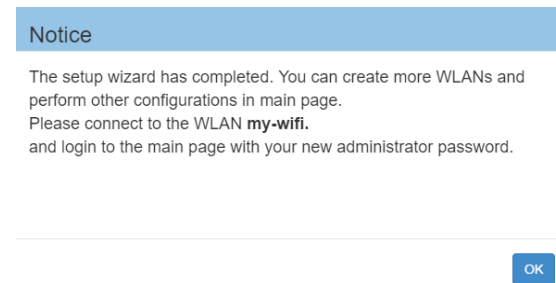 Notice
The setup wizard has completed. You can create more WLANs and
perform other configurations in main page.
Please connect to the WLAN my-wifi.
and login to the main page with your new administrator password.
OK